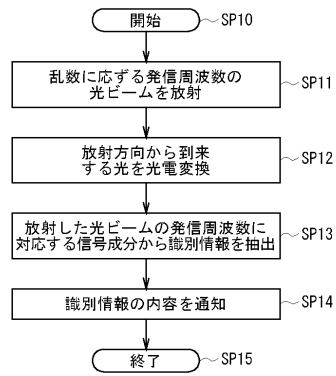 開始 SP10
乱数に応ずる発信周波数の
光ビームを放射 SP11
放射方向から到来
する光を光電変換 SP12
放射した光ビームの発信周波数に
対応する信号成分から識別情報を抽出 SP13
識別情報の内容を通知 SP14
終了 SP15